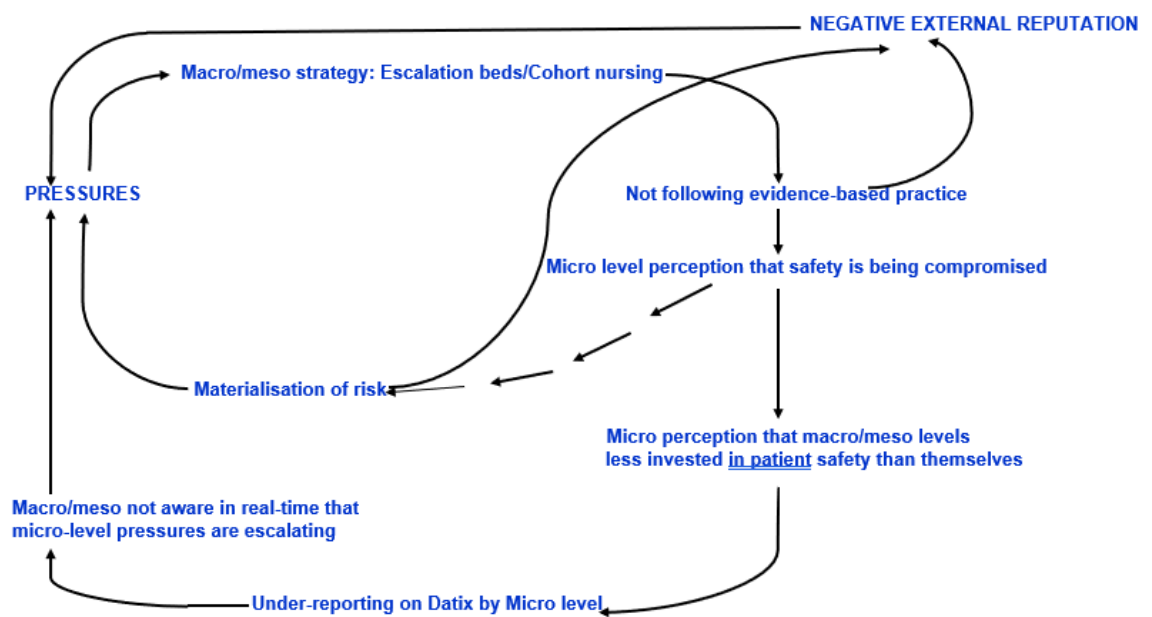 NEGATIVE EXTERNAL REPUTATION
Macro/meso strategy: Escalation beds/Cohort nursing
PRESSURES
Not following evidence-based practice
Micro level perception that safety is being compromised
Materialisation of risk
Micro perception that macro/meso levels
less invested in patient safety than themselves
Macro/meso not aware in real-time that
micro-level pressures are escalating
Under-reporting on Datix by Micro level